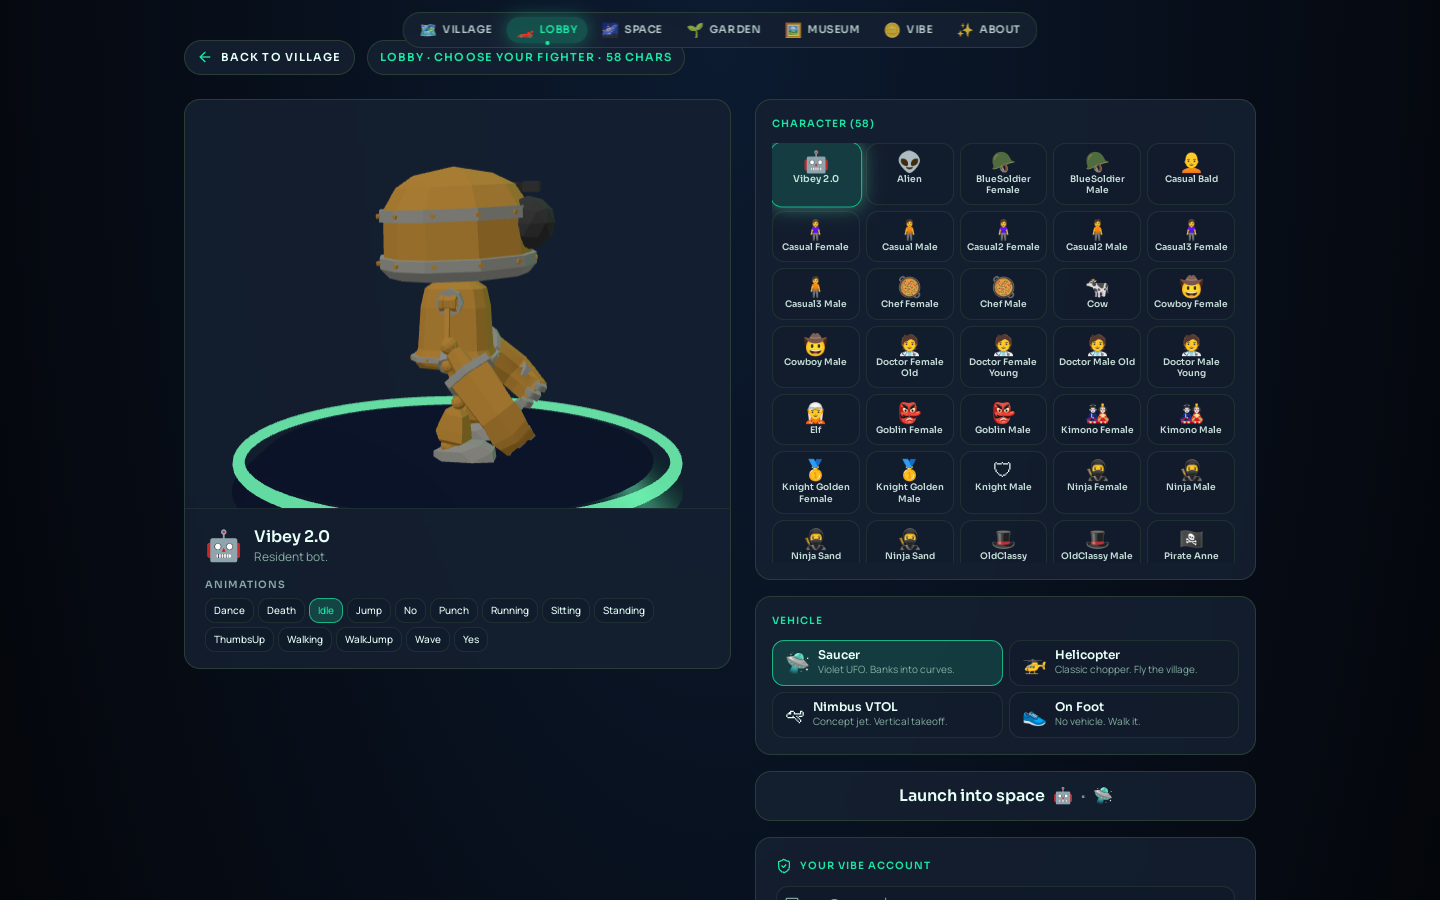 VILLAGE
LOBBY
SPACE
GARDEN
MUSEUM
VIBE
ABOUT
BACK TO VILLAGE
LOBBY · CHOOSE YOUR FIGHTER · 58 CHARS
Vibey 2.0
Resident bot.
ANIMATIONS
Dance
Death
Idle
Jump
No
Punch
Running
Sitting
Standing
ThumbsUp
Walking
WalkJump
Wave
Yes
CHARACTER (58)
Vibey 2.0
Alien
BlueSoldier
Female
BlueSoldier
Male
Casual Bald
Casual Female
Casual Male
Casual2 Female
Casual2 Male
Casual3 Female
Casual3 Male
Chef Female
Chef Male
Cow
Cowboy Female
Cowboy Male
Doctor Female
Old
Doctor Female
Young
Doctor Male Old
Doctor Male
Young
Elf
Goblin Female
Goblin Male
Kimono Female
Kimono Male
Knight Golden
Female
Knight Golden
Male
Knight Male
Ninja Female
Ninja Male
Ninja Sand
Ninja Sand
OldClassy
OldClassy Male
Pirate Anne
VEHICLE
Saucer
Violet UFO. Banks into curves.
Helicopter
Classic chopper. Fly the village.
Nimbus VTOL
Concept jet. Vertical takeoff.
On Foot
No vehicle. Walk it.
Launch into space ·
YOUR VIBE ACCOUNT